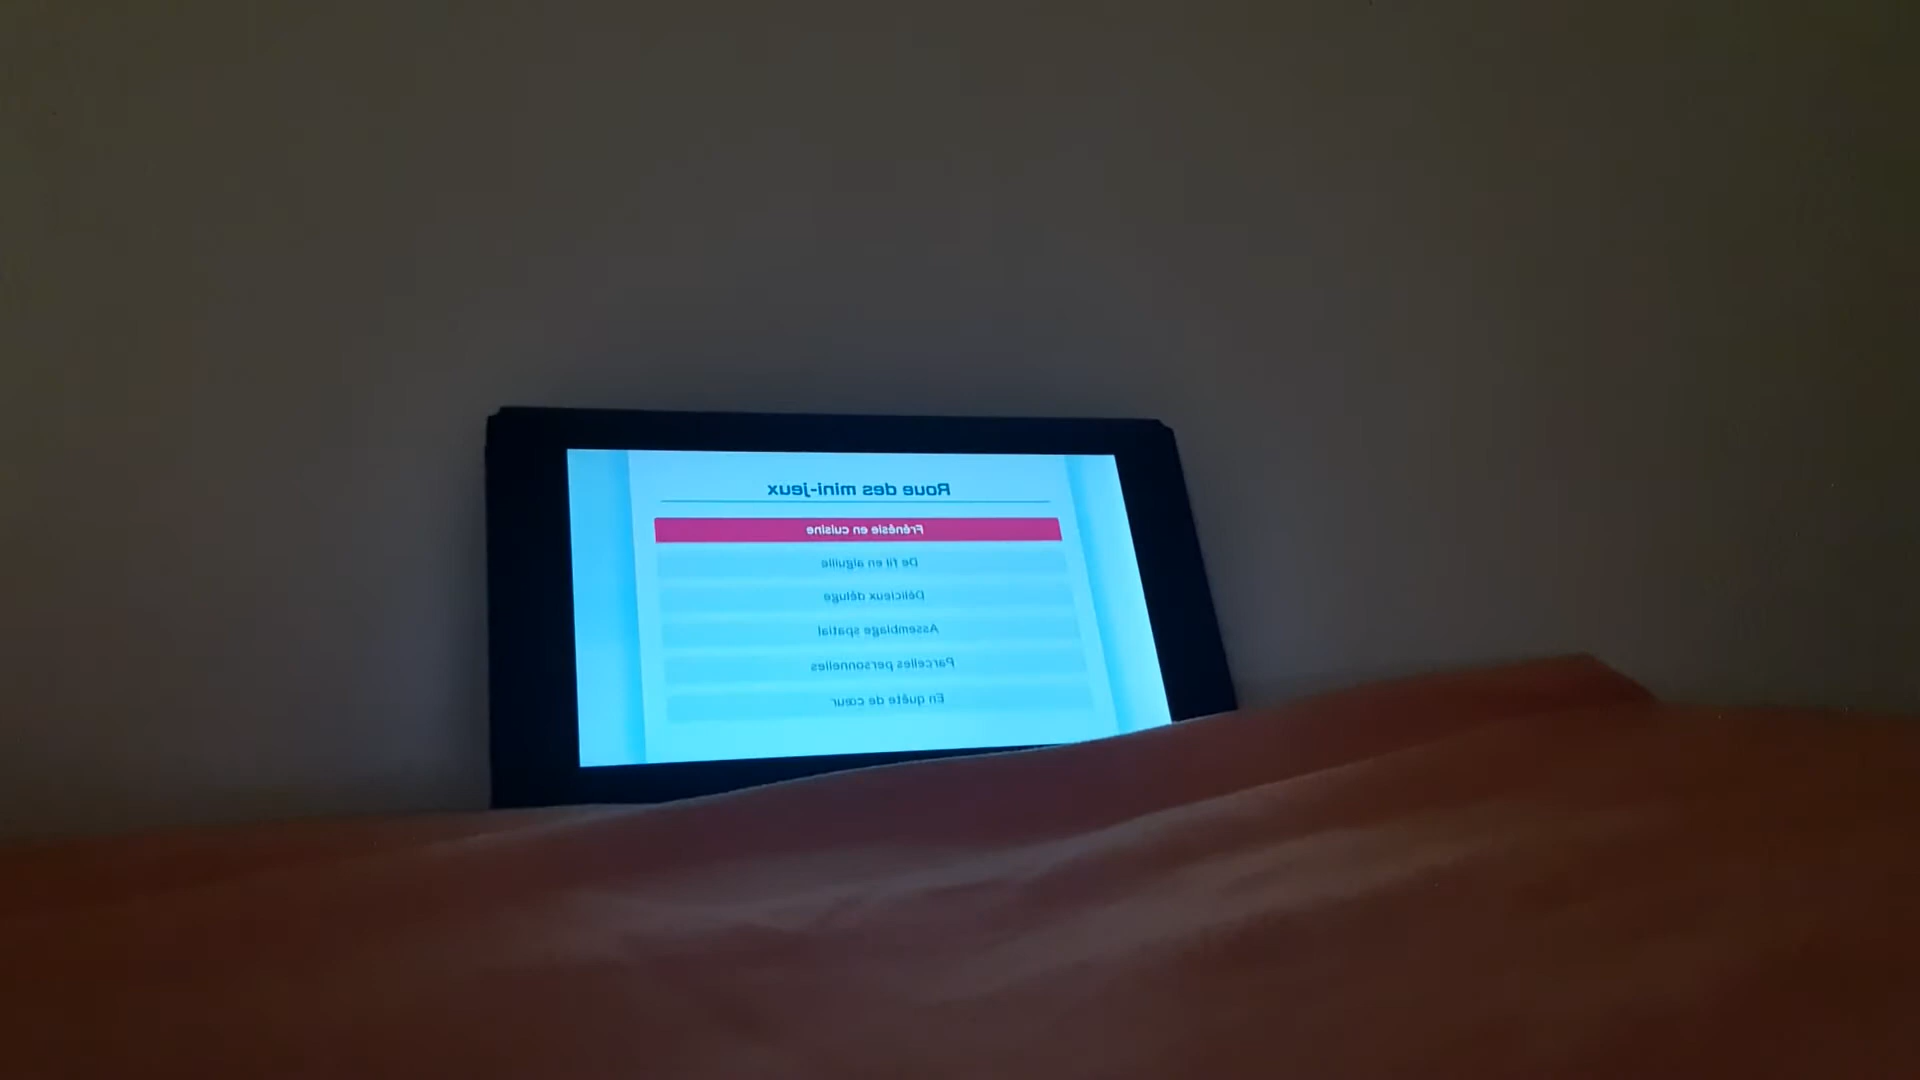 Roue des mini-jeux
Frénésie en cuisine
De fil en aiguille
Délicieux déluge
Assemblage spatial
Parcelles personnelles
En quête de cœur